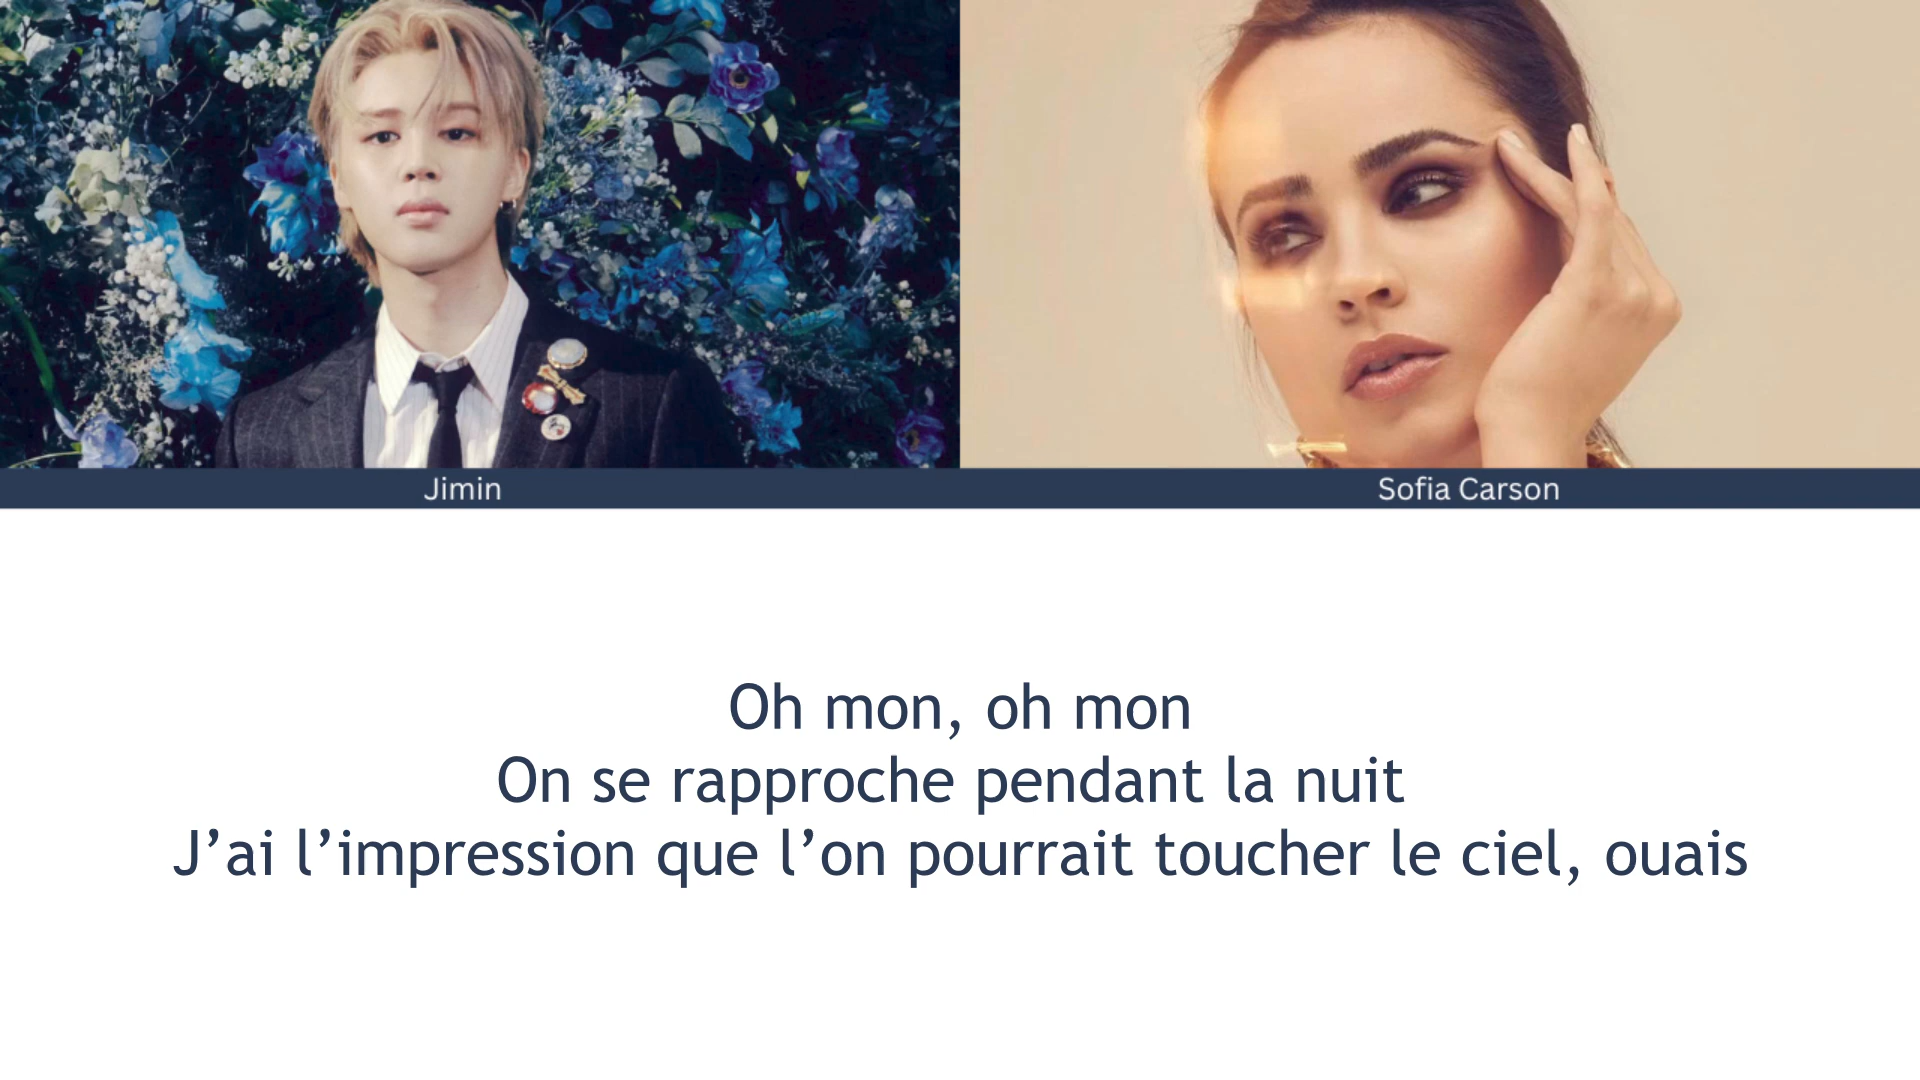 Jimin
Sofia Carson
Oh mon, oh mon
On se rapproche pendant la nuit
J’ai l’impression que l’on pourrait toucher le ciel, ouais